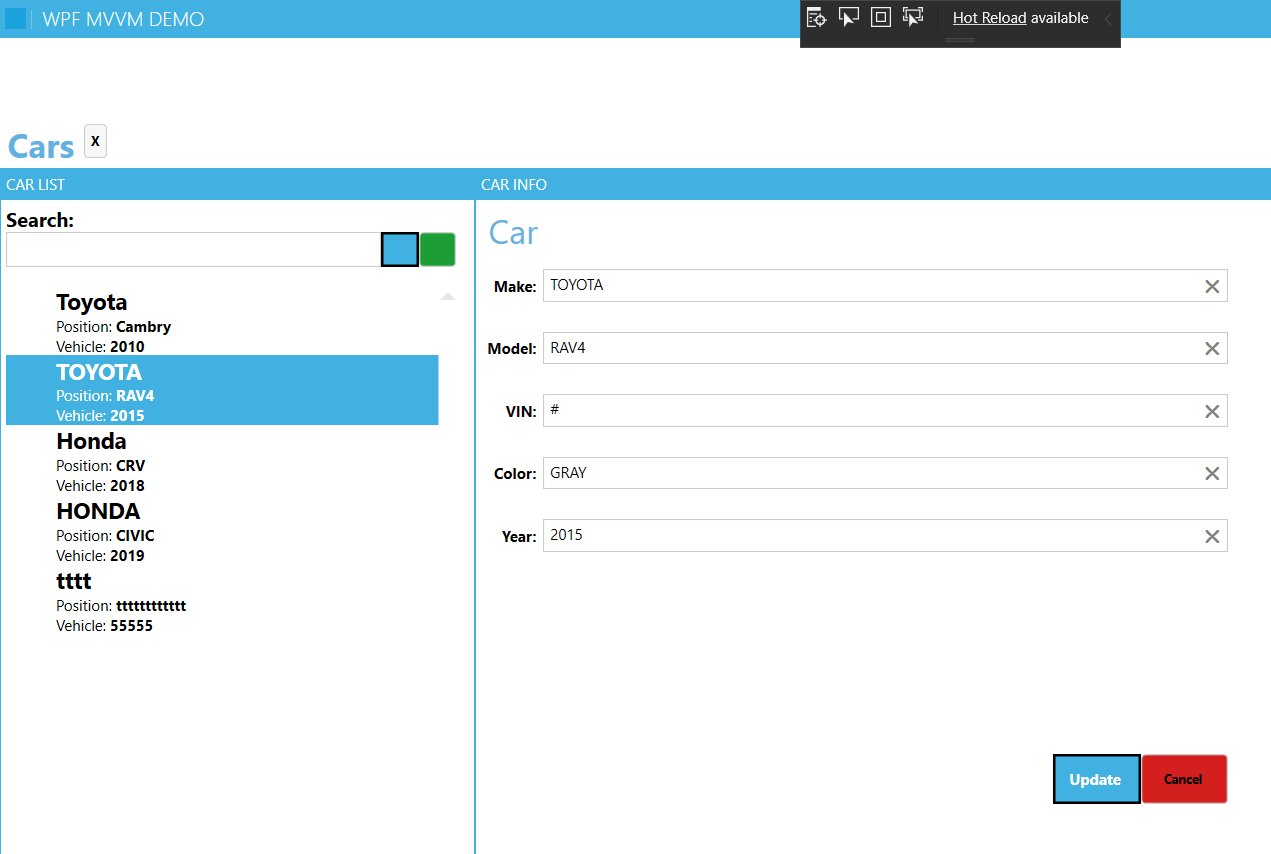 WPF MVVM DEMO
Hot Reload available
Cars
X
CAR LIST
CAR INFO
Search:
Toyota
Position: Cambry
Vehicle: 2010
TOYOTA
Position: RAV4
Vehicle: 2015
Honda
Position: CRV
Vehicle: 2018
HONDA
Position: CIVIC
Vehicle: 2019
tttt
Position: tttttttttttt
Vehicle: 55555
Car
Make: TOYOTA
Model: RAV4
VIN: #
Color: GRAY
Year: 2015
Update
Cancel